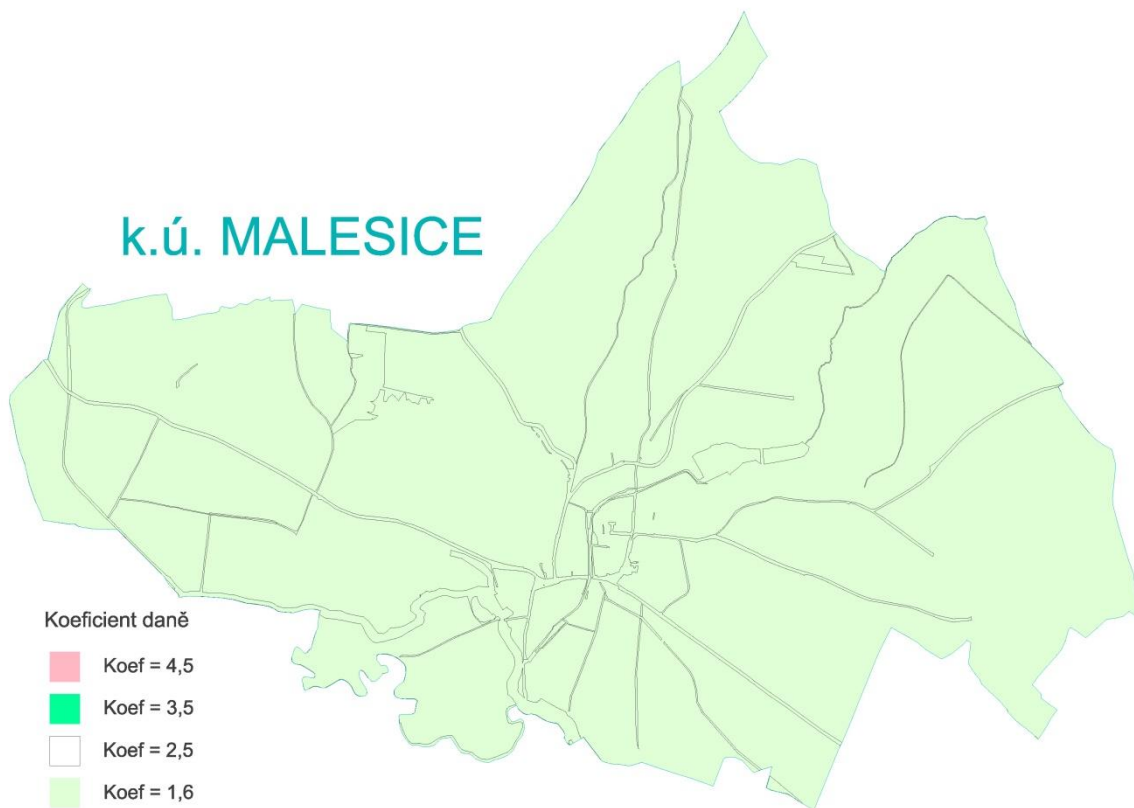 k.ú. MALESICE
Koeficient daně
Koef = 4,5
Koef = 3,5
Koef = 2,5
Koef = 1,6